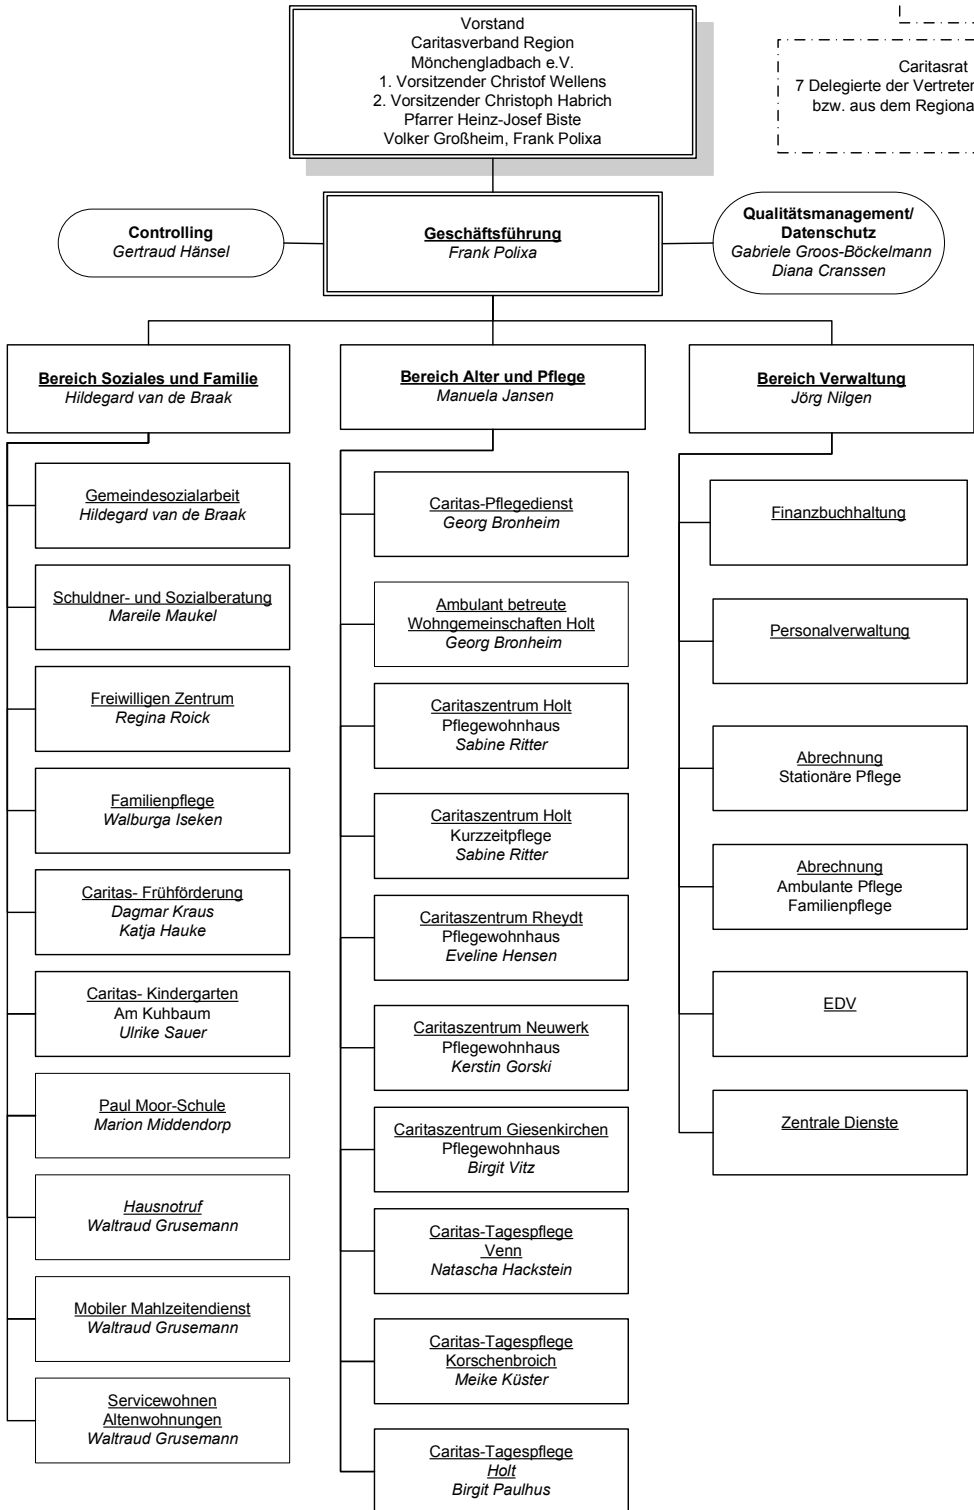 Vorstand
Caritasverband Region
Mönchengladbach e.V.
1. Vorsitzender Christof Wellens
2. Vorsitzender Christoph Habrich
Pfarrer Heinz-Josef Biste
Volker Großheim, Frank Polixa
Caritasrat
7 Delegierte der
bzw. aus dem
Controlling
Gertraud Hänsel
Geschäftsführung
Frank Polixa
Qualitätsmanagement/
Datenschutz
Gabriele Groos-Böckelmann
Diana Cranssen
Bereich Soziales und Familie
Hildegard van de Braak
Gemeindesozialarbeit
Hildegard van de Braak
Schuldner- und Sozialberatung
Mareile Maukel
Freiwilligen Zentrum
Regina Roick
Familienpflege
Walburga Iseken
Caritas- Frühförderung
Dagmar Kraus
Katja Hauke
Caritas- Kindergarten
Am Kuhbaum
Ulrike Sauer
Paul Moor-Schule
Marion Middendorp
Hausnotruf
Waltraud Grusemann
Mobiler Mahlzeitendienst
Waltraud Grusemann
Servicewohnen
Altenwohnungen
Waltraud Grusemann
Bereich Alter und Pflege
Manuela Jansen
Caritas-Pflegedienst
Georg Bronheim
Ambulant betreute
Wohngemeinschaften Holt
Georg Bronheim
Caritaszentrum Holt
Pflegewohnhaus
Sabine Ritter
Caritaszentrum Holt
Kurzzeitpflege
Sabine Ritter
Caritaszentrum Rheydt
Pflegewohnhaus
Eveline Hensen
Caritaszentrum Neuwerk
Pflegewohnhaus
Kerstin Gorski
Caritaszentrum Giesenkirchen
Pflegewohnhaus
Birgit Vitz
Caritas-Tagespflege
Venn
Natascha Hackstein
Caritas-Tagespflege
Korschenbroich
Meike Küster
Caritas-Tagespflege
Holt
Birgit Paulhus
Bereich Verwaltung
Jörg Nilgen
Finanzbuchhaltung
Personalverwaltung
Abrechnung
Stationäre Pflege
Abrechnung
Ambulante Pflege
Familienpflege
EDV
Zentrale Dienste